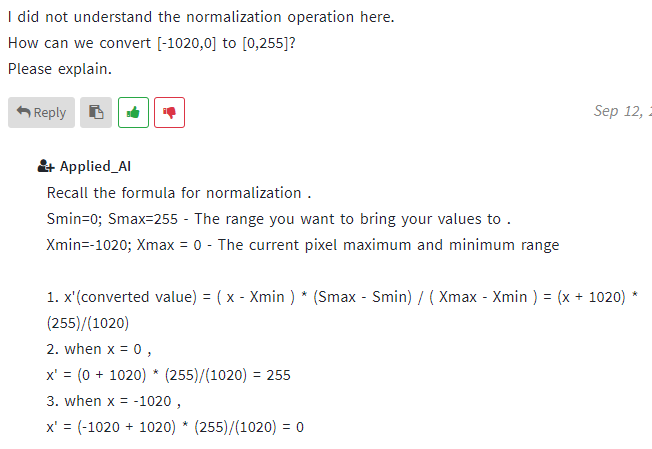 I did not understand the normalization operation here.
How can we convert [-1020,0] to [0,255]?
Please explain.
Reply
Sep 12,
Applied_AI
Recall the formula for normalization .
Smin=0; Smax=255 - The range you want to bring your values to .
Xmin=-1020; Xmax = 0 - The current pixel maximum and minimum range
1. x'(converted value) = ( x - Xmin ) * (Smax - Smin) / ( Xmax - Xmin ) = (x + 1020) *
(255)/(1020)
2. when x = 0 ,
x' = (0 + 1020) * (255)/(1020) = 255
3. when x = -1020 ,
x' = (-1020 + 1020) * (255)/(1020) = 0